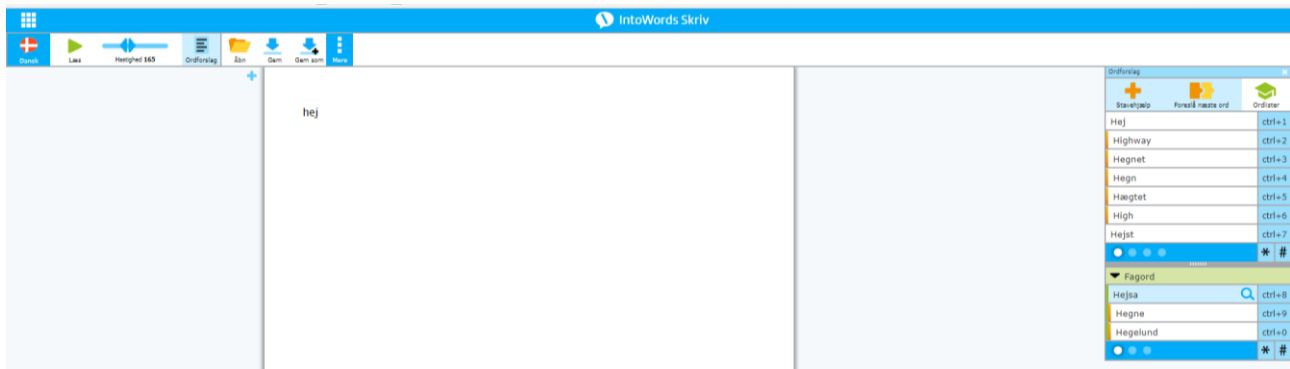 IntoWords Skriv
Dansk Læs Hastighed 165 Ordforslag Åbn Gem Gem som Mere
hej
Ordforslag ×
Stavehjælp Foreslå næste ord Ordlister
Hej ctrl+1
Highway ctrl+2
Hegnet ctrl+3
Hegn ctrl+4
Hægtet ctrl+5
High ctrl+6
Hejst ctrl+7
* #
Fagord
Hejsa ctrl+8
Hegne ctrl+9
Hegelund ctrl+0
* #